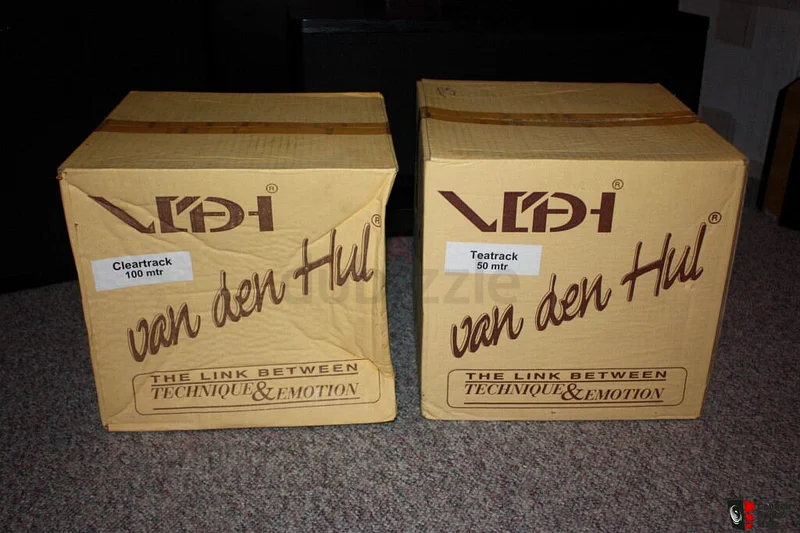 VDH®
Cleartrack
100 mtr
van den Hul®
THE LINK BETWEEN
TECHNIQUE & EMOTION
VDH®
Teatrack
50 mtr
van den Hul®
THE LINK BETWEEN
TECHNIQUE & EMOTION